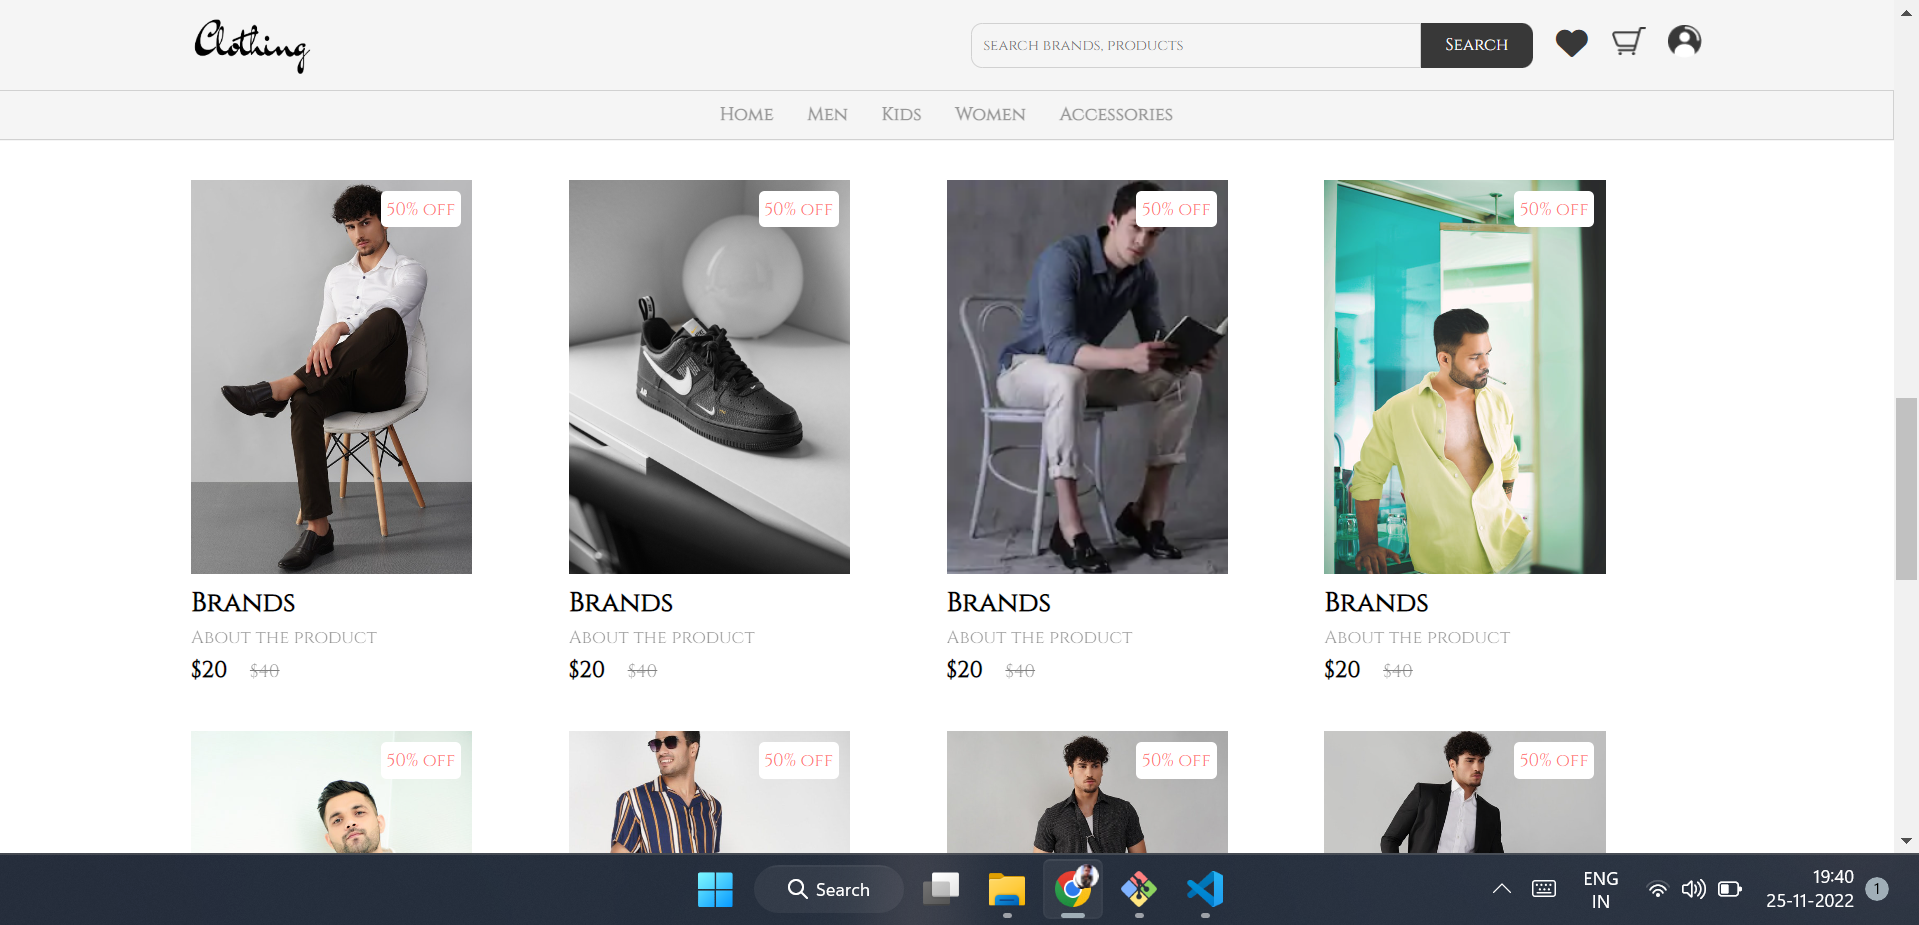 Clothing
SEARCH BRANDS, PRODUCTS
SEARCH
HOME MEN KIDS WOMEN ACCESSORIES
50% OFF 50% OFF 50% OFF 50% OFF
AIR
BRANDS BRANDS BRANDS BRANDS
ABOUT THE PRODUCT ABOUT THE PRODUCT ABOUT THE PRODUCT ABOUT THE PRODUCT
$20 $40 $20 $40 $20 $40 $20 $40
50% OFF 50% OFF 50% OFF 50% OFF
Search
ENG
IN
19:40
25-11-2022
1